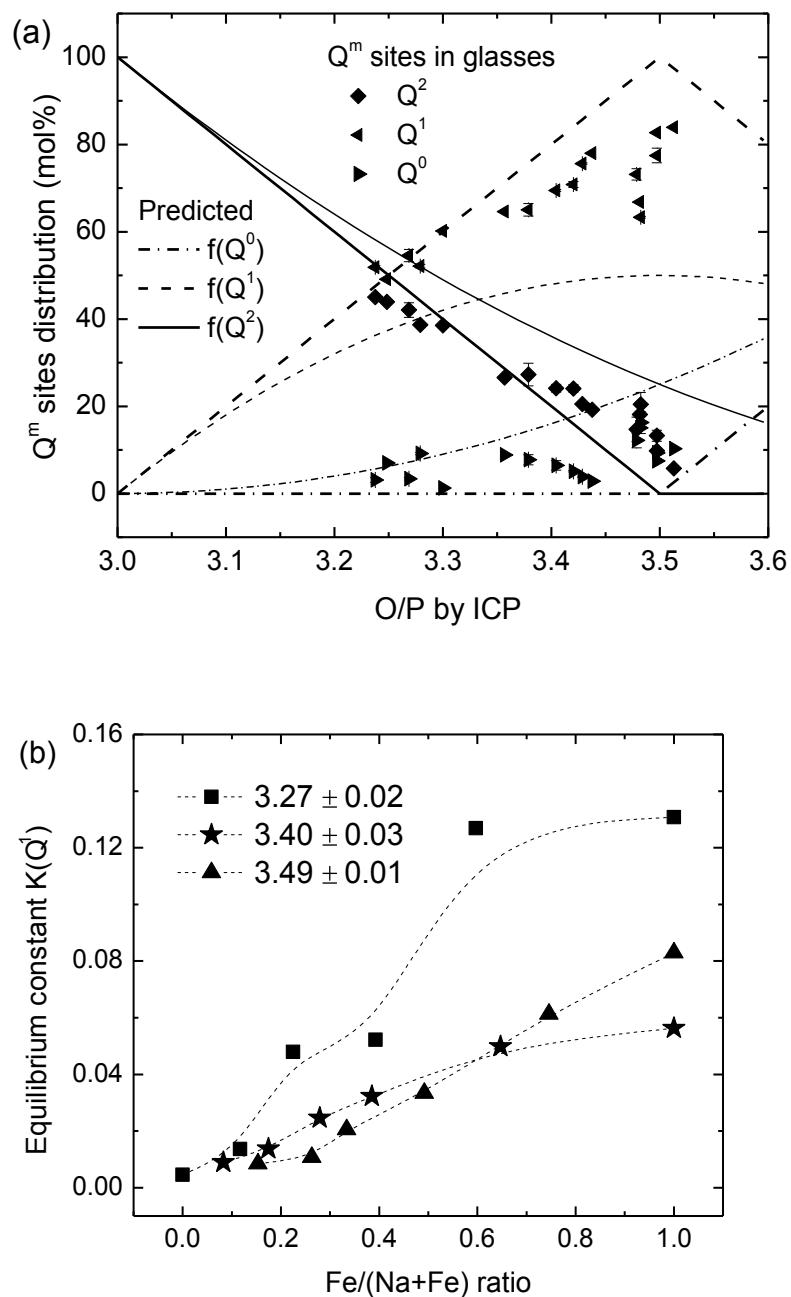 (a)
Q^m sites in glasses
Q^2
Q^1
Q^0
Predicted
f(Q^0)
f(Q^1)
f(Q^2)
100
80
60
40
20
0
Q^m sites distribution (mol%)
3.0 3.1 3.2 3.3 3.4 3.5 3.6
O/P by ICP
(b)
3.27 ± 0.02
3.40 ± 0.03
3.49 ± 0.01
0.16
0.12
0.08
0.04
0.00
Equilibrium constant K(Q^1)
0.0 0.2 0.4 0.6 0.8 1.0
Fe/(Na+Fe) ratio